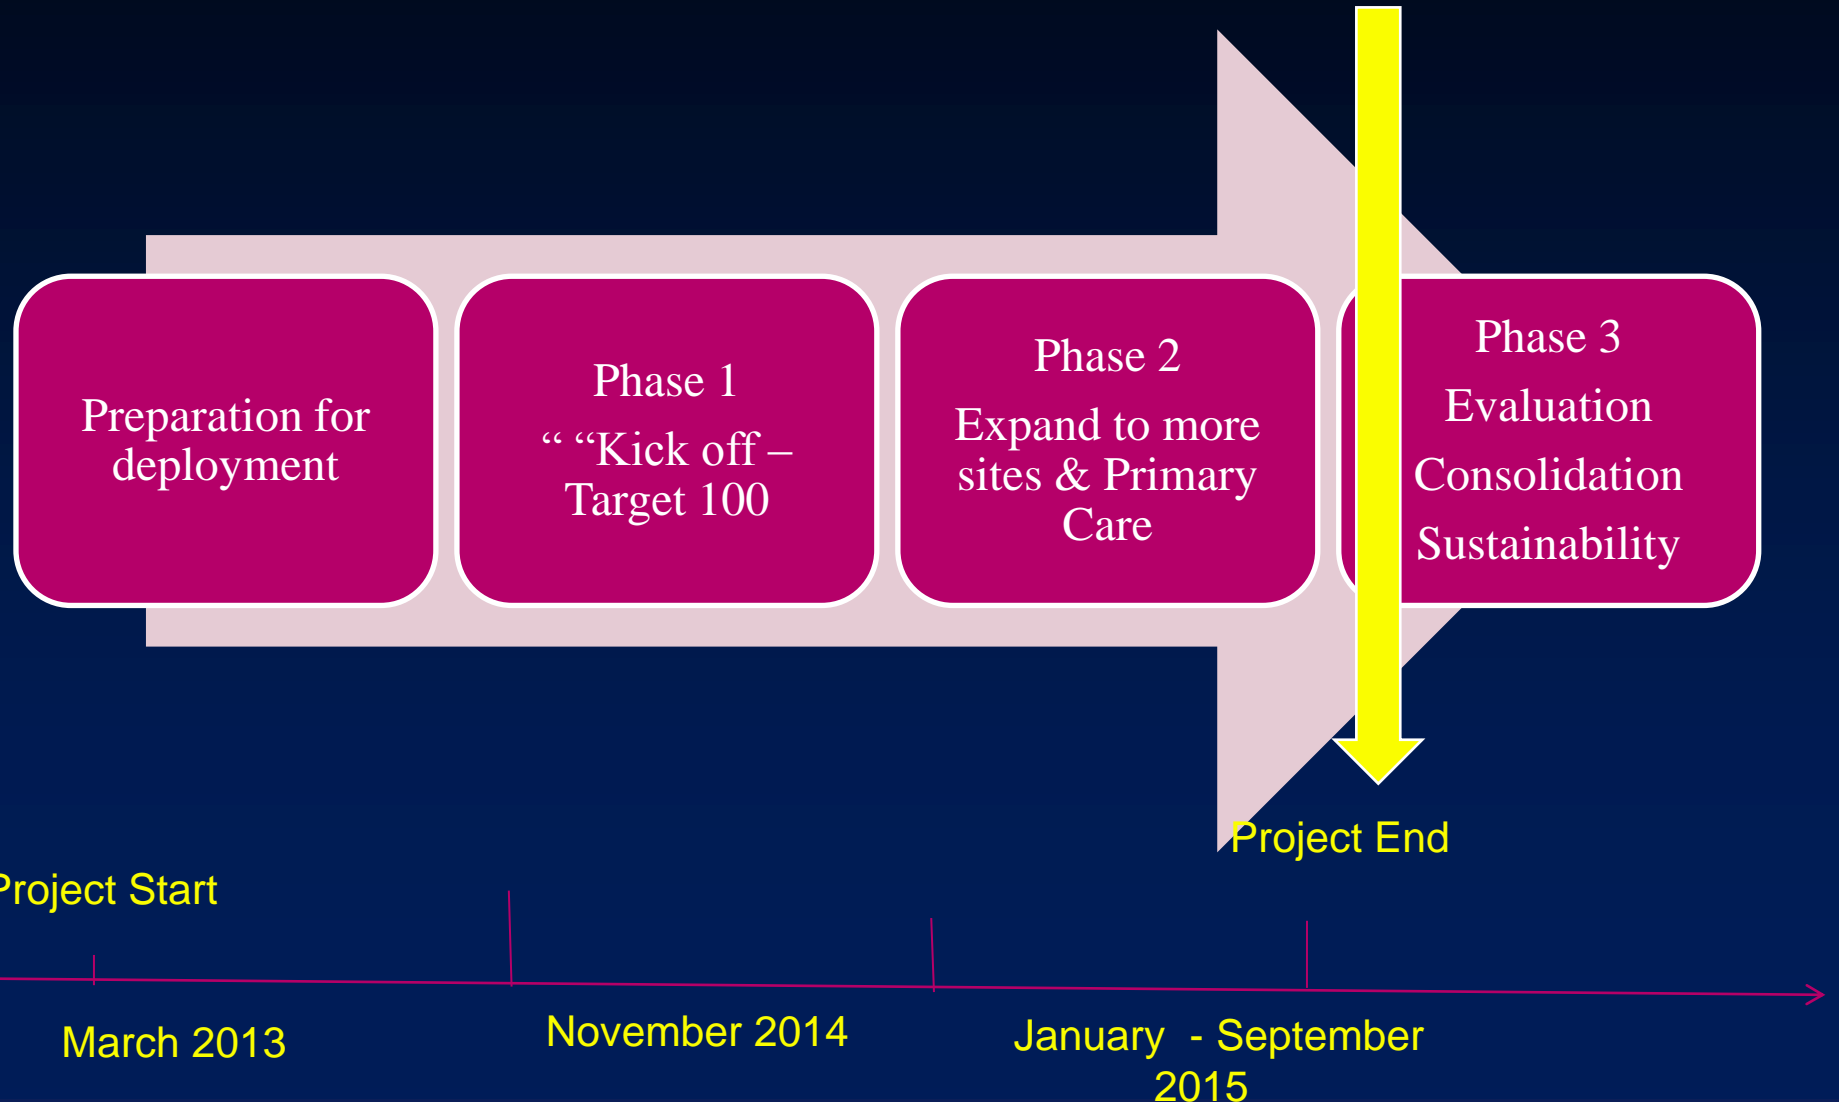 Preparation for
deployment
Phase 1
“ “Kick off –
Target 100
Phase 2
Expand to more
sites & Primary
Care
Phase 3
Evaluation
Consolidation
Sustainability
Project End
Project Start
March 2013
November 2014
January - September
2015